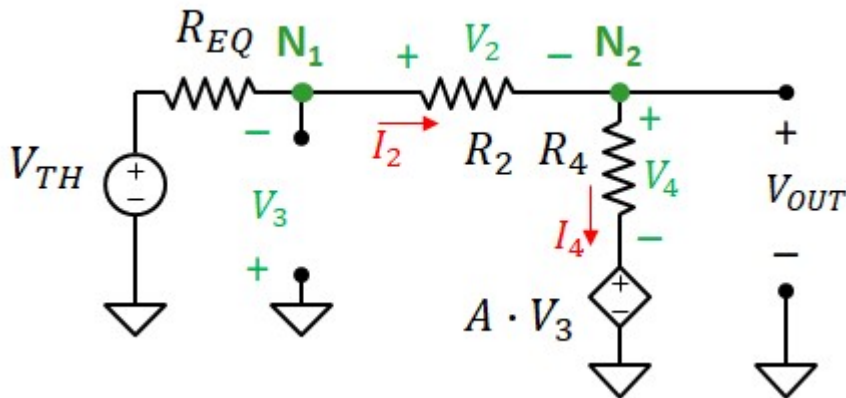 R_EQ N₁ + V₂ − N₂
− + +
V_TH + − I₂ R₂ R₄ V₄ V_OUT
V₃
+ I₄ − −
A · V₃ + −